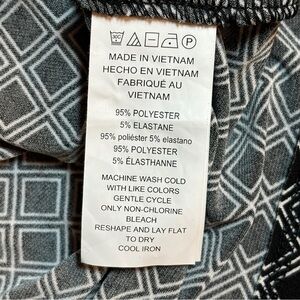 MADE IN VIETNAM
HECHO EN VIETNAM
FABRIQUÉ AU
VIETNAM
95% POLYESTER
5% ELASTANE
95% poliéster 5% elastano
95% POLYESTER
5% ÉLASTHANNE
MACHINE WASH COLD
WITH LIKE COLORS
GENTLE CYCLE
ONLY NON-CHLORINE
BLEACH
RESHAPE AND LAY FLAT
TO DRY
COOL IRON